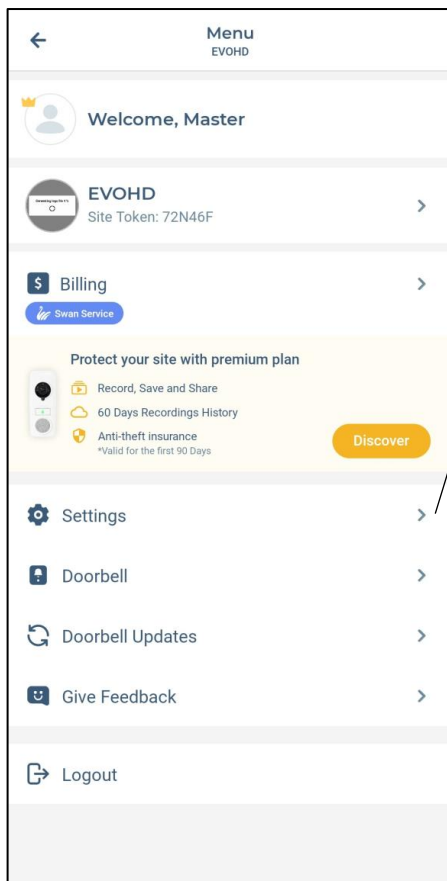 Menu
EVOHD
Welcome, Master
EVOHD
Site Token: 72N46F
$ Billing
Swan Service
Protect your site with premium plan
Record, Save and Share
60 Days Recordings History
Anti-theft insurance
*Valid for the first 90 Days
Discover
Settings
Doorbell
Doorbell Updates
Give Feedback
Logout